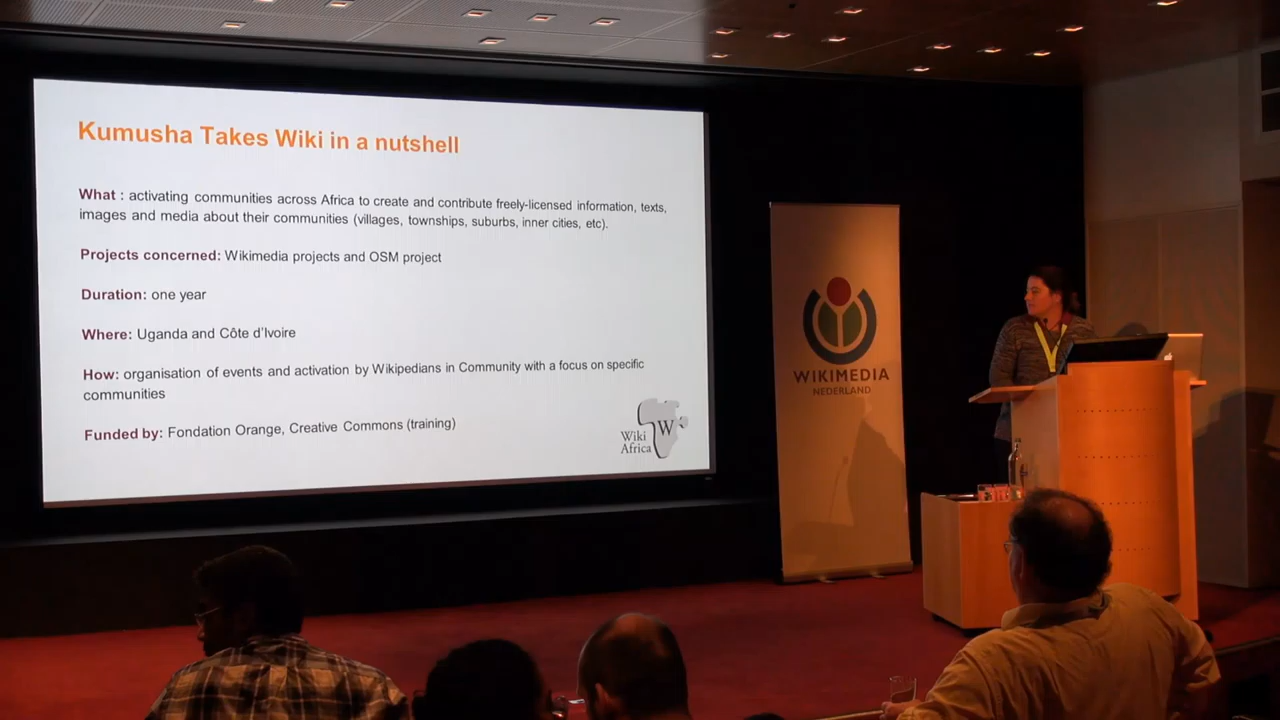 Kumusha Takes Wiki in a nutshell
What : activating communities across Africa to create and contribute freely-licensed information, texts,
images and media about their communities (villages, townships, suburbs, inner cities, etc).
Projects concerned: Wikimedia projects and OSM project
Duration: one year
Where: Uganda and Côte d'Ivoire
How: organisation of events and activation by Wikipedians in Community with a focus on specific
communities
Funded by: Fondation Orange, Creative Commons (training)
Wiki
Africa
W
WIKIMEDIA
NEDERLAND